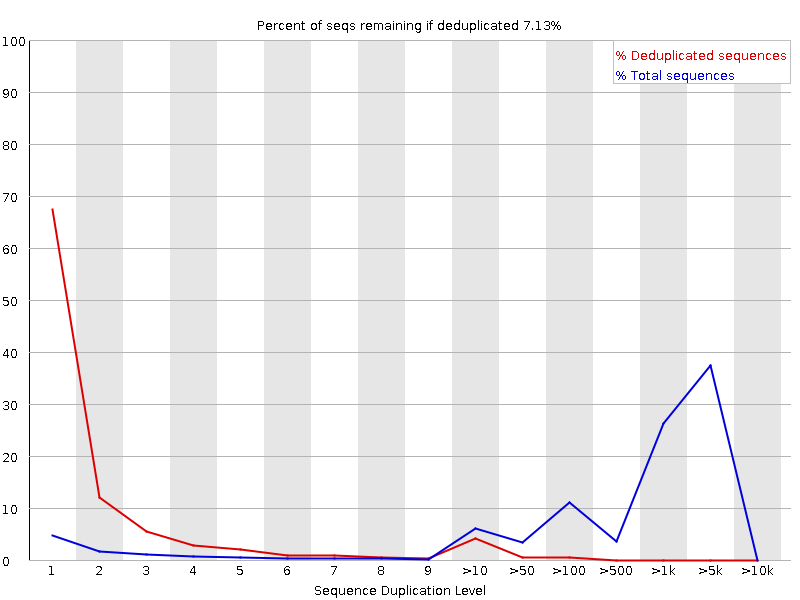 Percent of seqs remaining if deduplicated 7.13%
% Deduplicated sequences
% Total sequences
100
90
80
70
60
50
40
30
20
10
0
1 2 3 4 5 6 7 8 9 >10 >50 >100 >500 >1k >5k >10k
Sequence Duplication Level